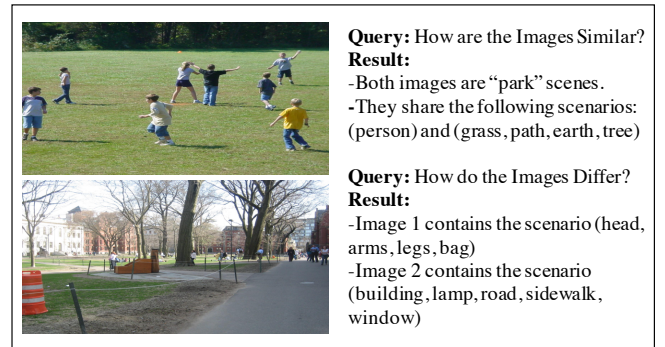 Query: How are the Images Similar?
Result:
-Both images are “park” scenes.
-They share the following scenarios:
(person) and (grass, path, earth, tree)
Query: How do the Images Differ?
Result:
-Image 1 contains the scenario (head,
arms, legs, bag)
-Image 2 contains the scenario
(building, lamp, road, sidewalk,
window)